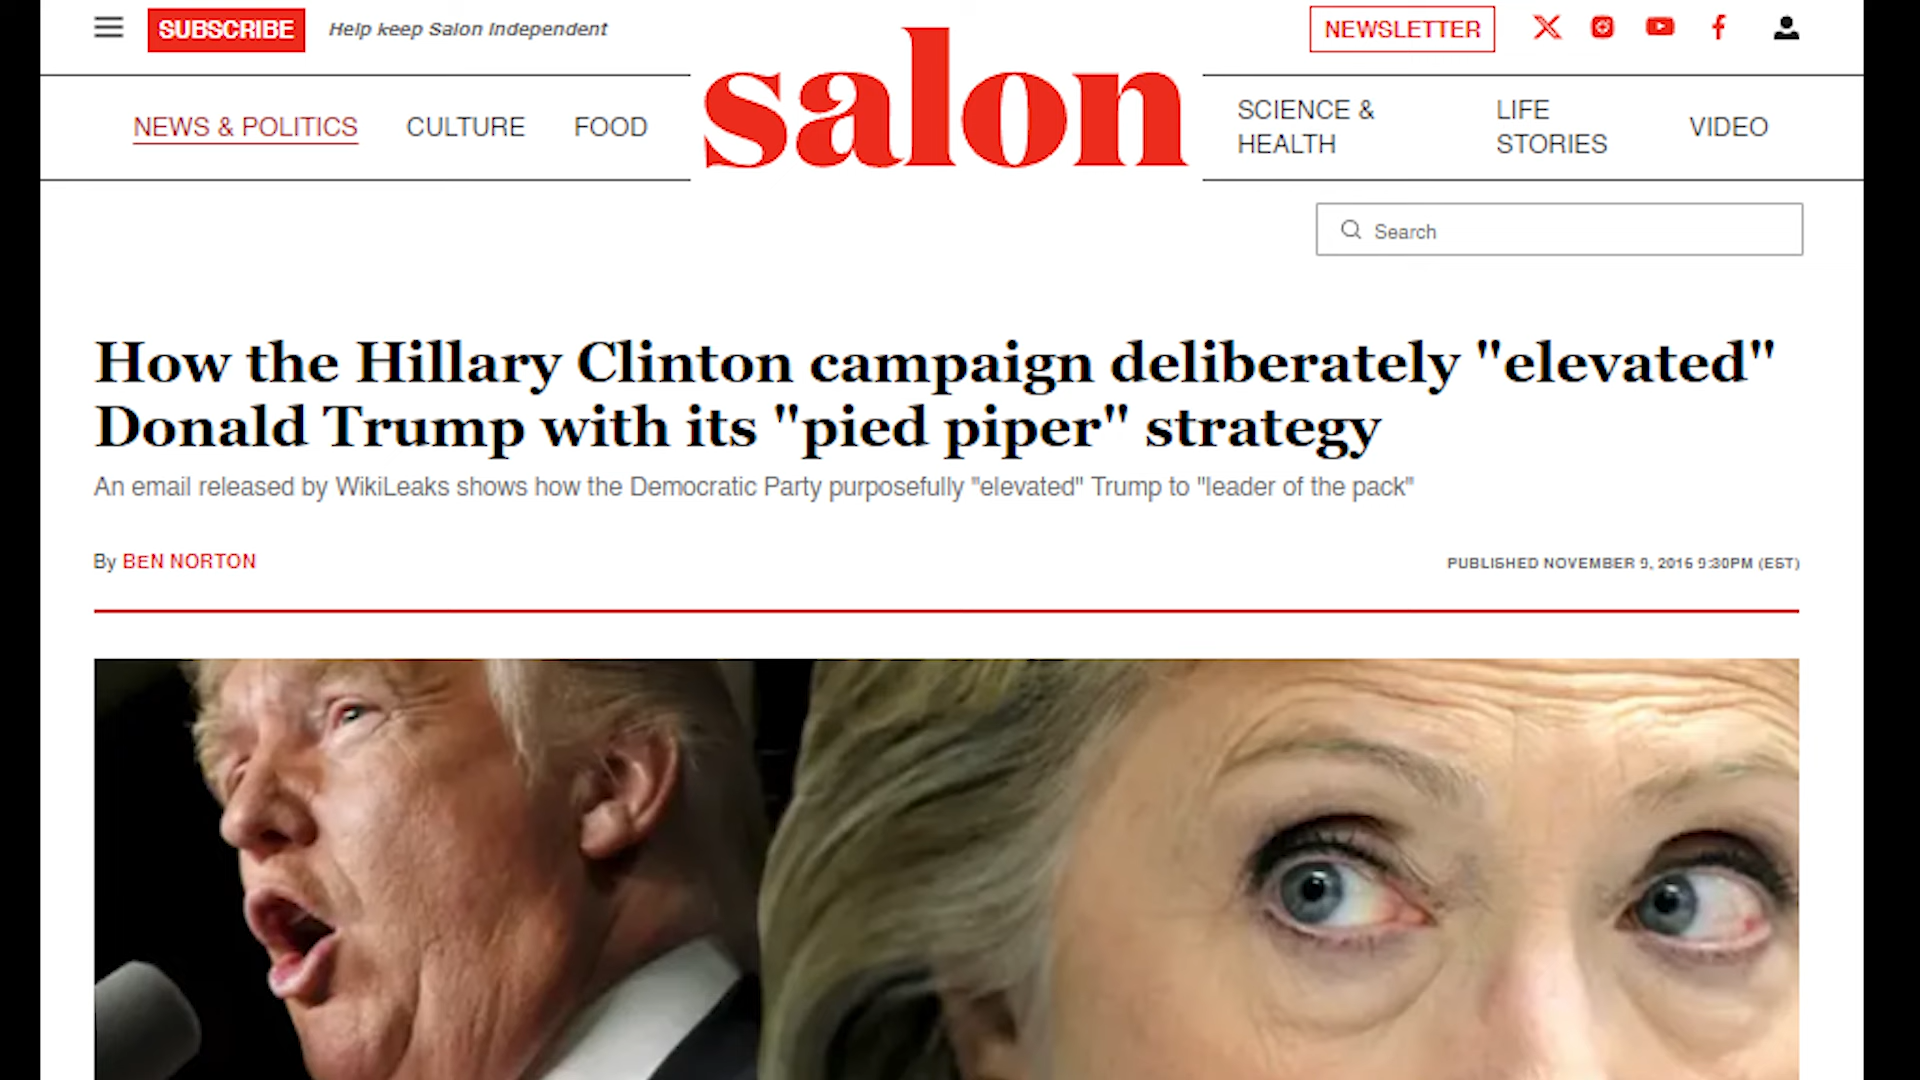 SUBSCRIBE
Help keep Salon Independent
NEWSLETTER
NEWS & POLITICS
CULTURE
FOOD
salon
SCIENCE &
HEALTH
LIFE
STORIES
VIDEO
Search
How the Hillary Clinton campaign deliberately "elevated"
Donald Trump with its "pied piper" strategy
An email released by WikiLeaks shows how the Democratic Party purposefully "elevated" Trump to "leader of the pack"
By BEN NORTON
PUBLISHED NOVEMBER 9, 2016 9:30PM (EST)